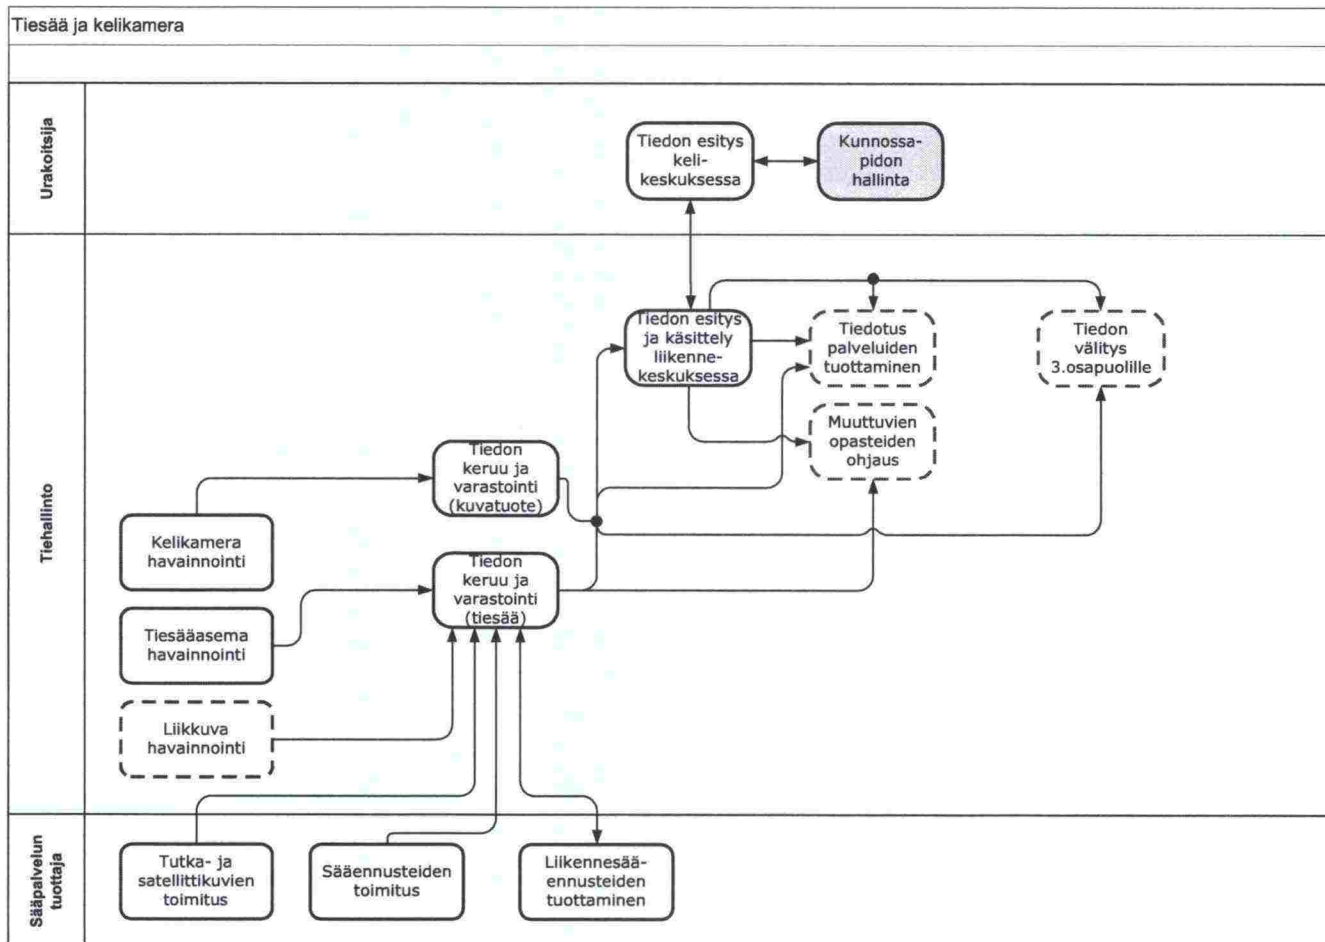 Tiesää ja kelikamera
Urakoitsija
Tiedon esitys
keli-
keskuksessa
Kunnossa-
pidon
hallinta
Tiehallinto
Tiedon esitys
ja käsittely
liikenne-
keskuksessa
Tiedotus
palveluiden
tuottaminen
Tiedon
välitys
3.osapuolille
Muuttuvien
opasteiden
ohjaus
Tiedon
keruu ja
varastointi
(kuvatuote)
Kelikamera
havainnointi
Tiedon
keruu ja
varastointi
(tiesää)
Tiesääasema
havainnointi
Liikkuva
havainnointi
Sääpalvelun
tuottaja
Tutka- ja
satellittikuvien
toimitus
Sääennusteiden
toimitus
Liikennesää-
ennusteiden
tuottaminen